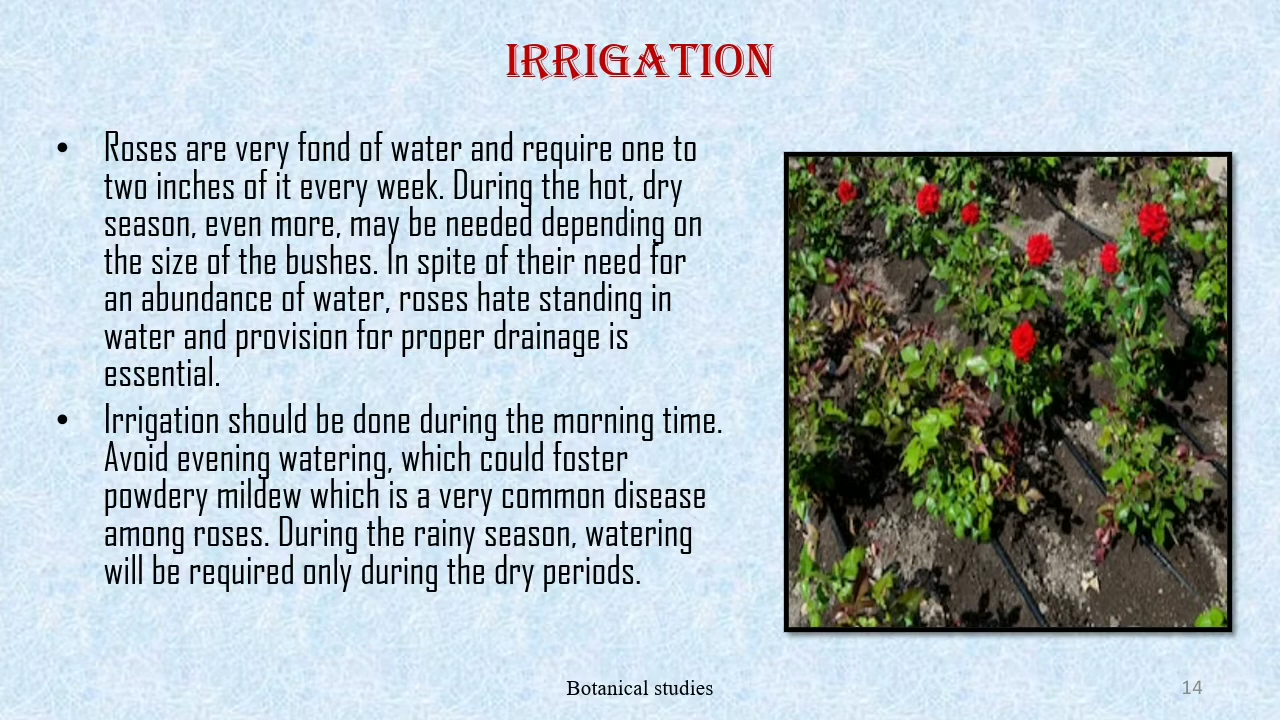 IRRIGATION
• Roses are very fond of water and require one to
two inches of it every week. During the hot, dry
season, even more, may be needed depending on
the size of the bushes. In spite of their need for
an abundance of water, roses hate standing in
water and provision for proper drainage is
essential.
• Irrigation should be done during the morning time.
Avoid evening watering, which could foster
powdery mildew which is a very common disease
among roses. During the rainy season, watering
will be required only during the dry periods.
Botanical studies
14